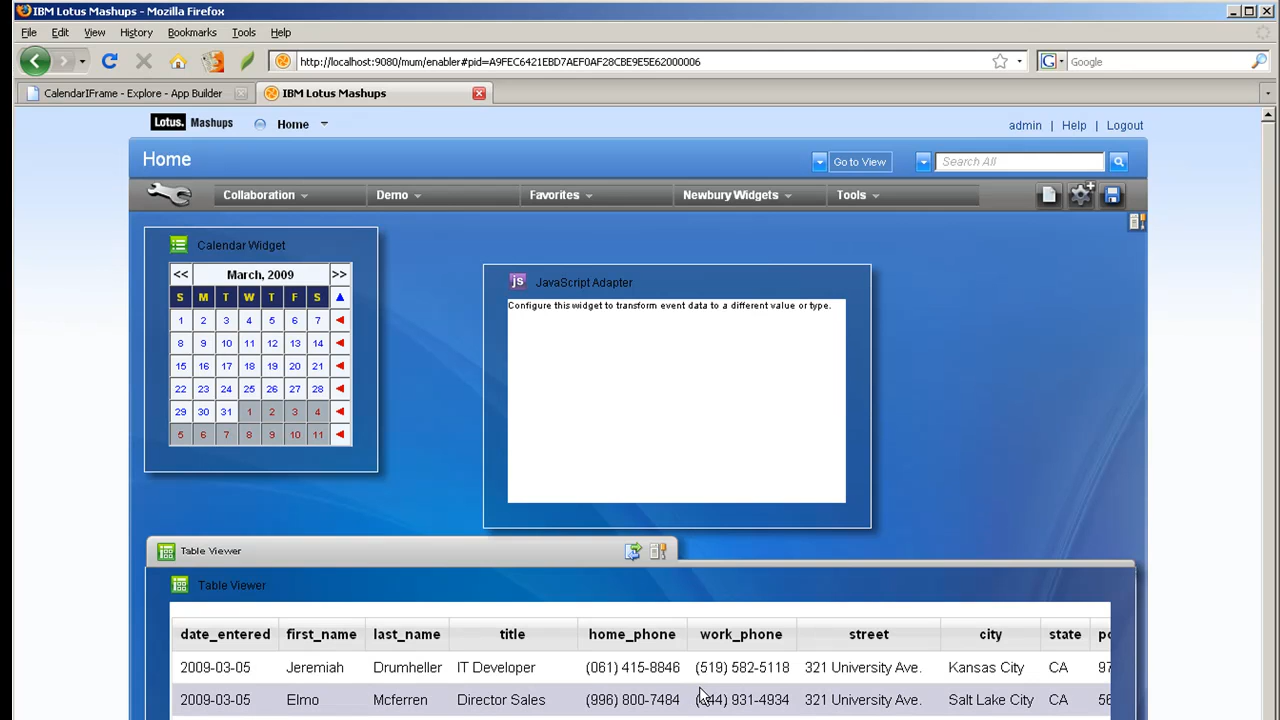 IBM Lotus Mashups - Mozilla Firefox
File Edit View History Bookmarks Tools Help
http://localhost:9080/mum/enabler#pid=A9FEC6421EBD7AEF0AF28CBE9E5E62000006
G Google
CalendarIFrame - Explore - App Builder IBM Lotus Mashups
Lotus. Mashups Home admin | Help | Logout
Home Go to View Search All
Collaboration Demo Favorites Newbury Widgets Tools
Calendar Widget
<< March, 2009 >>
S M T W T F S
1 2 3 4 5 6 7
8 9 10 11 12 13 14
15 16 17 18 19 20 21
22 23 24 25 26 27 28
29 30 31 1 2 3 4
5 6 7 8 9 10 11
js JavaScript Adapter
Configure this widget to transform event data to a different value or type.
Table Viewer
Table Viewer
date_entered first_name last_name title home_phone work_phone street city state po
2009-03-05 Jeremiah Drumheller IT Developer (061) 415-8846 (519) 582-5118 321 University Ave. Kansas City CA 97
2009-03-05 Elmo Mcferren Director Sales (996) 800-7484 931-4934 321 University Ave. Salt Lake City CA 56